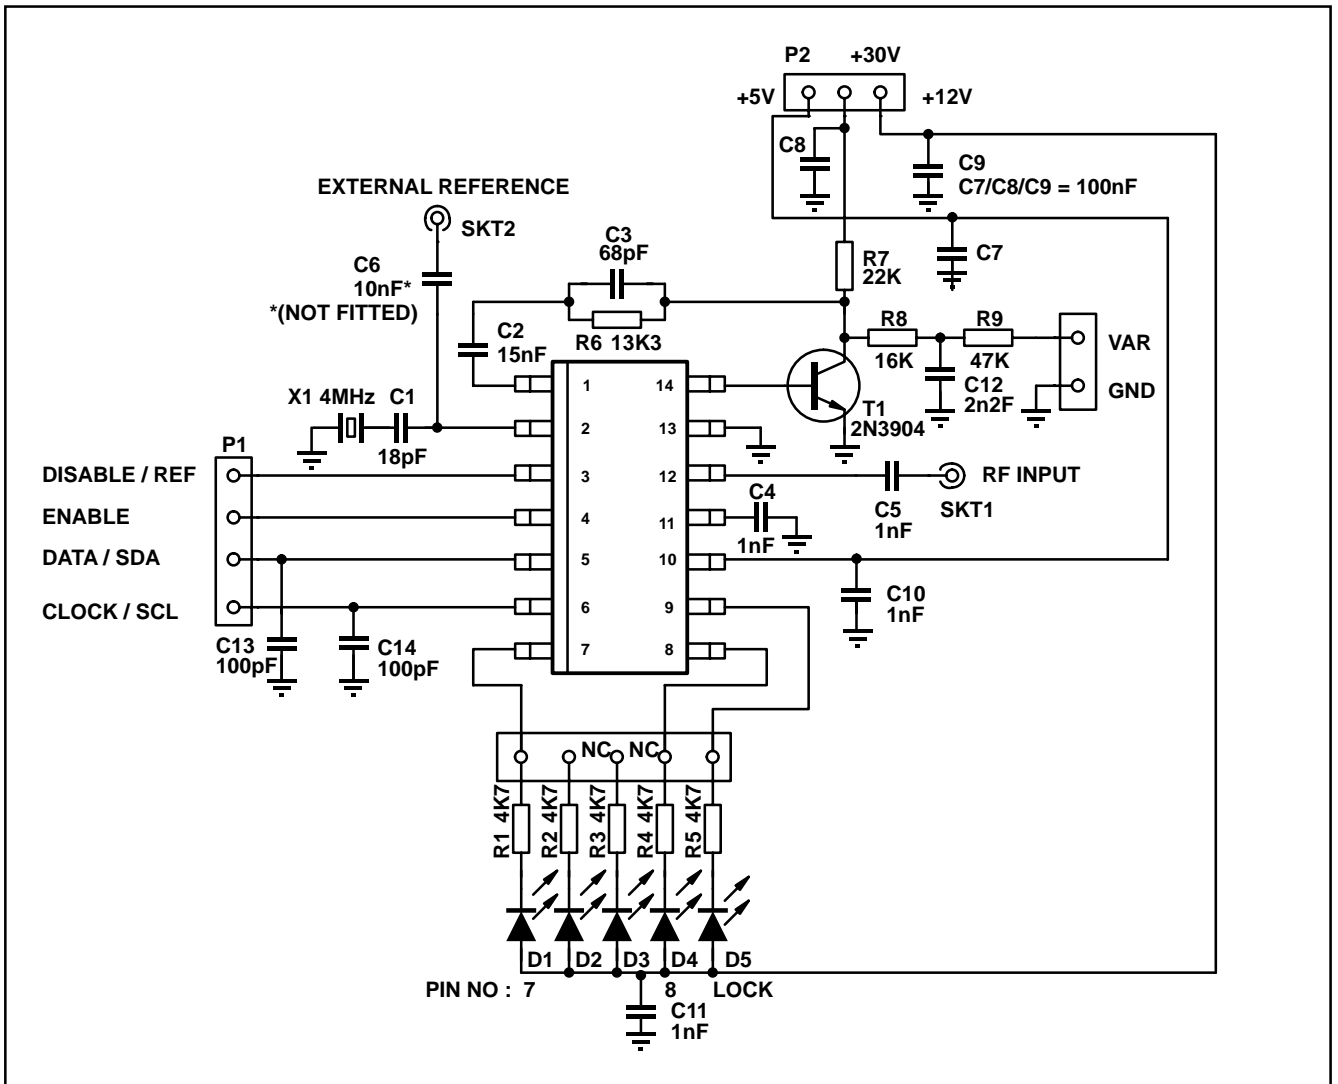 P2
+30V
+5V
+12V
C8
C9
C7/C8/C9 = 100nF
EXTERNAL REFERENCE
SKT2
C3
68pF
R7
22K
C7
C6
10nF*
*(NOT FITTED)
C2
15nF
R6 13K3
R8
16K
R9
47K
VAR
GND
C12
2n2F
T1
2N3904
X1 4MHz
C1
18pF
P1
DISABLE / REF
ENABLE
DATA / SDA
CLOCK / SCL
C13
100pF
C14
100pF
1
2
3
4
5
6
7
14
13
12
11
10
9
8
C4
1nF
C5
1nF
RF INPUT
SKT1
C10
1nF
NC
NC
R1 4K7
R2 4K7
R3 4K7
R4 4K7
R5 4K7
D1
D2
D3
D4
D5
PIN NO : 7
8
LOCK
C11
1nF